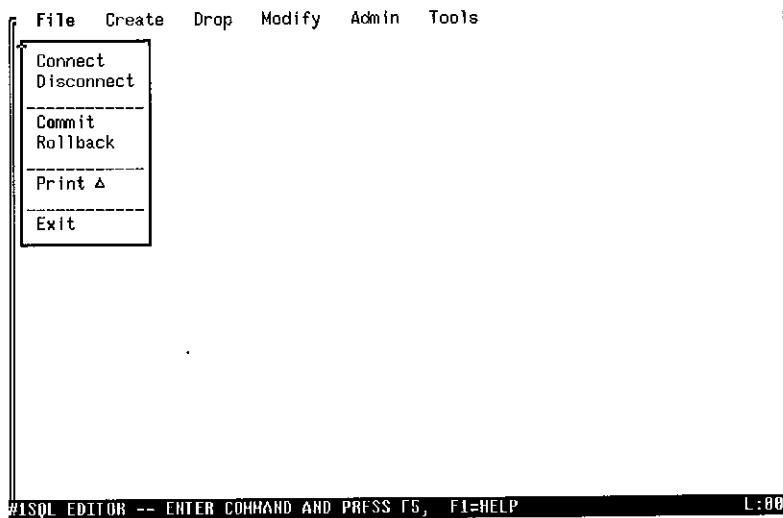 File Create Drop Modify Admin Tools
Connect
Disconnect
Commit
Rollback
Print Δ
Exit
#1SQL EDITOR -- ENTER COMMAND AND PRESS F5, F1=HELP L:00